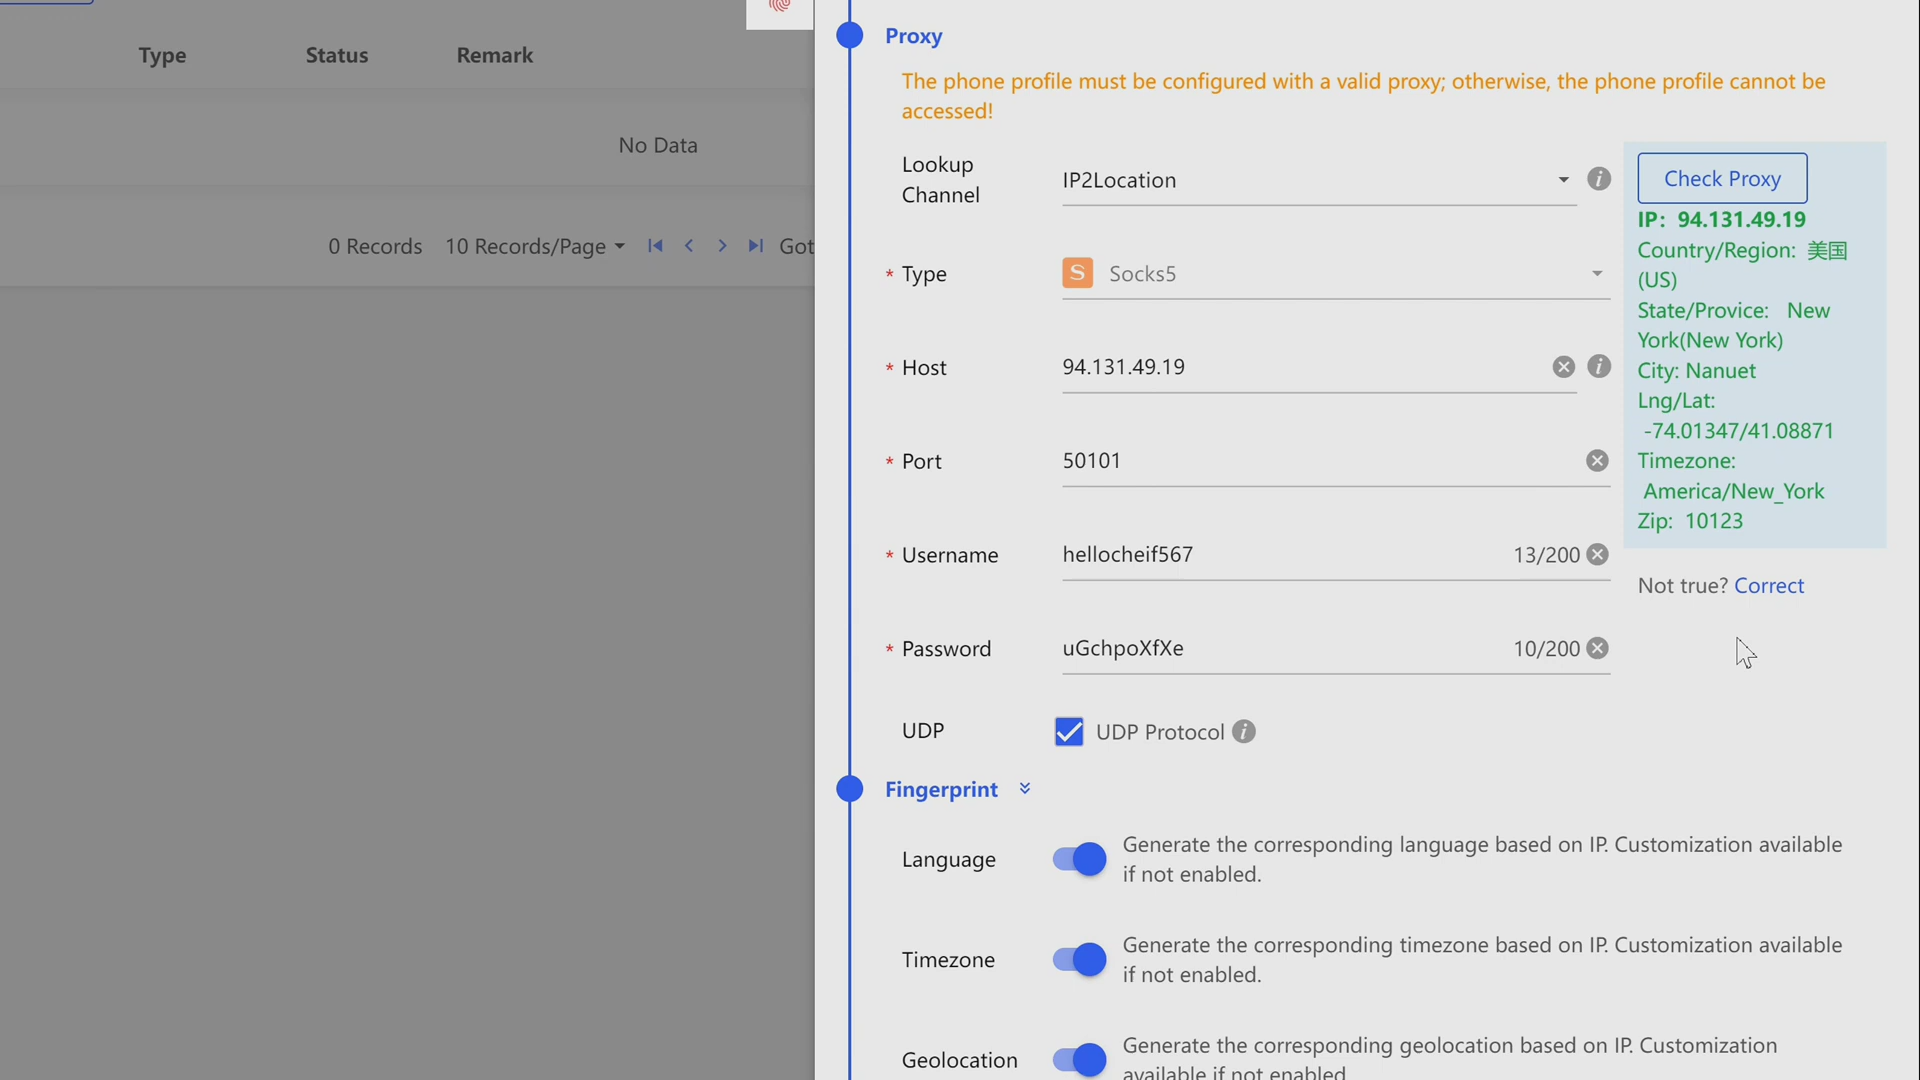 Type Status Remark
No Data
0 Records 10 Records/Page Got
Proxy
The phone profile must be configured with a valid proxy; otherwise, the phone profile cannot be
accessed!
Lookup
Channel
IP2Location
* Type
S Socks5
* Host
94.131.49.19
* Port
50101
* Username
hellocheif567 13/200
* Password
uGchpoXfXe 10/200
UDP
UDP Protocol
Check Proxy
IP: 94.131.49.19
Country/Region: 美国
(US)
State/Provice: New
York(New York)
City: Nanuet
Lng/Lat:
-74.01347/41.08871
Timezone:
America/New_York
Zip: 10123
Not true? Correct
Fingerprint
Language
Generate the corresponding language based on IP. Customization available
if not enabled.
Timezone
Generate the corresponding timezone based on IP. Customization available
if not enabled.
Geolocation
Generate the corresponding geolocation based on IP. Customization
available if not enabled